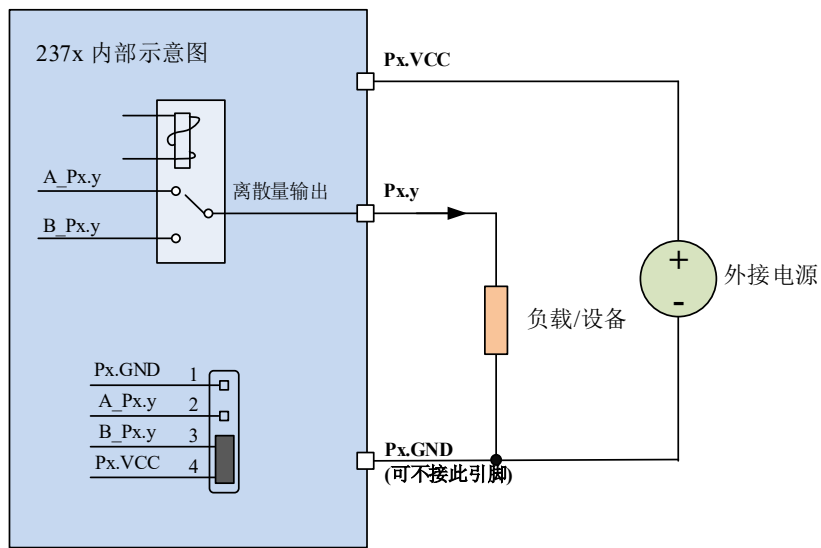 237x 内部示意图
Px.VCC
A_Px.y
B_Px.y
离散量输出
Px.y
+
-
外接电源
负载/设备
Px.GND 1
A_Px.y 2
B_Px.y 3
Px.VCC 4
Px.GND
(可不接此引脚)